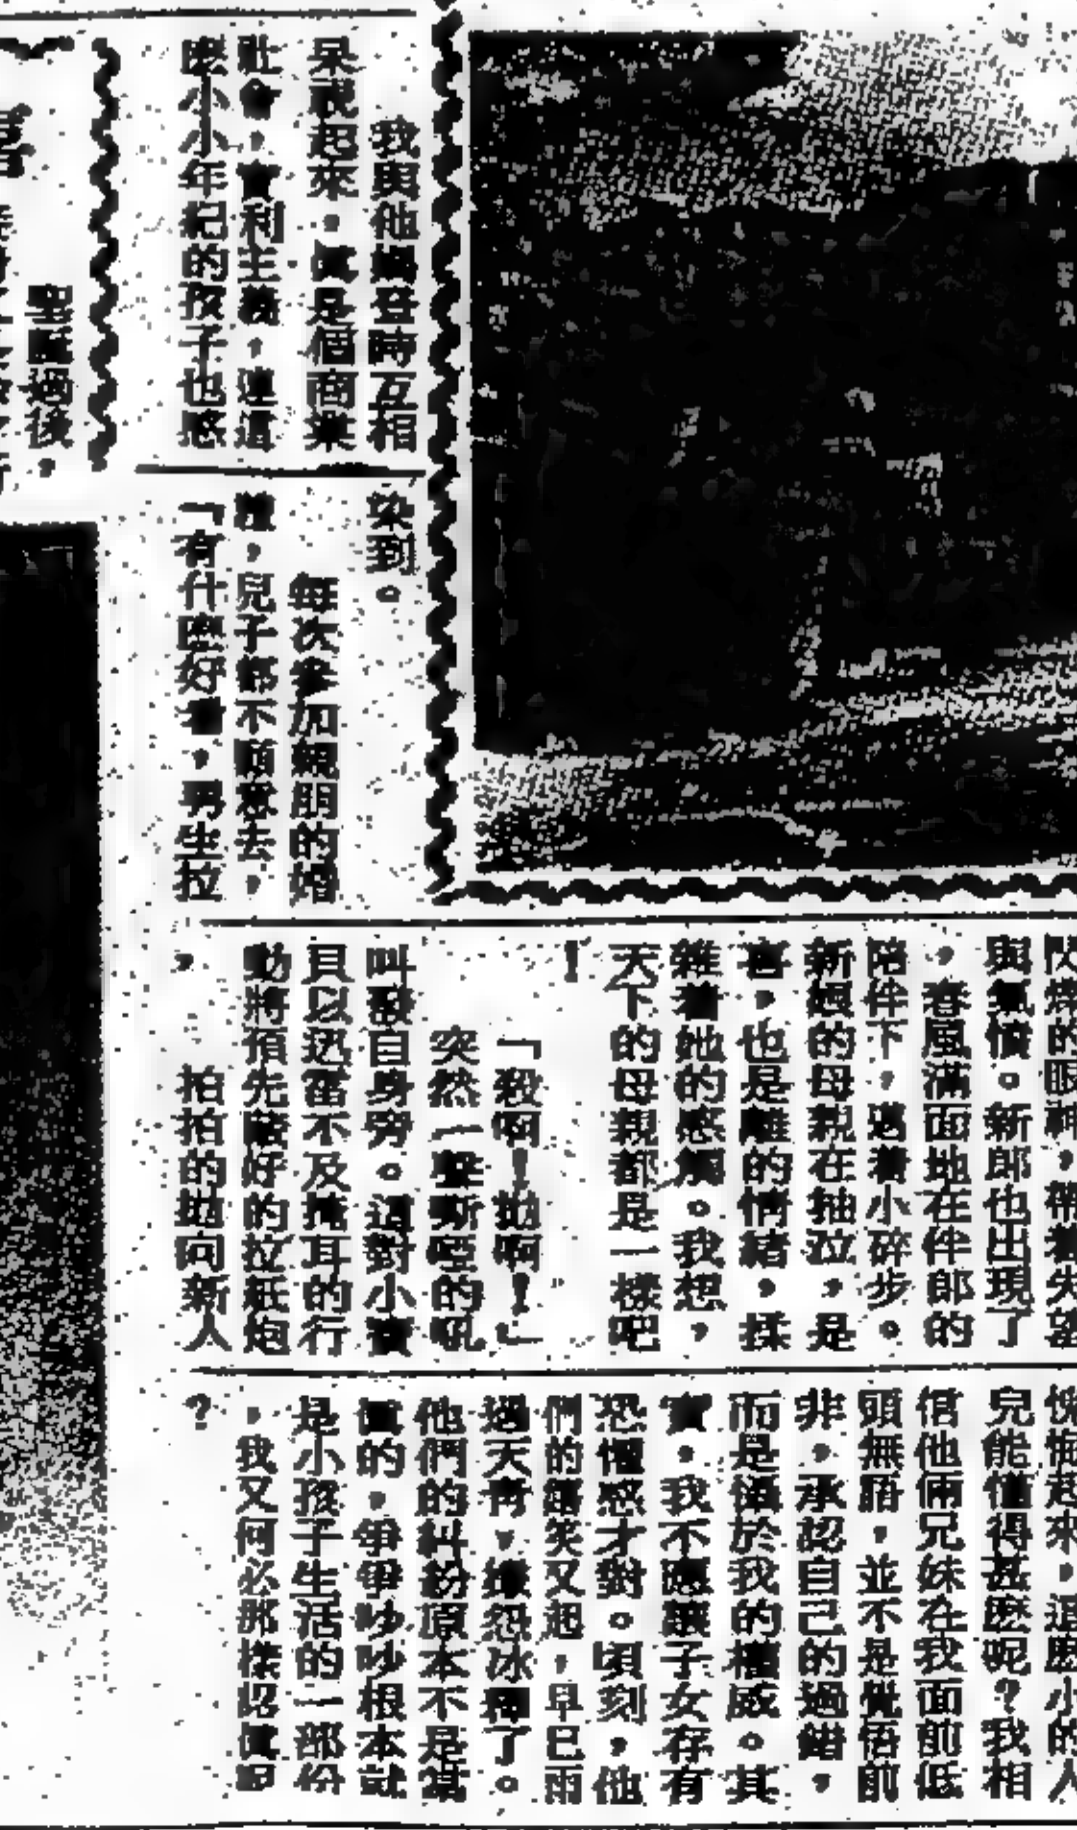 我與他媽登時互相
呆視起來，眞是個商業
社會，實利主義，連這
麼小小年紀的孩子也感
染到。
每次參加親朋的婚
禮，兒子都不願意去，
「有什麼好看，男生拉
閃爍的眼神，帶着失望
與氣憤。新郎也出現了
，春風滿面地在伴郎的
陪伴下，邁着小碎步。
新娘的母親在抽泣，是
喜，也是離的情緒，揉
雜着她的感觸。我想，
天下的母親都是一樣吧
！
「殺啊！拋啊！」
突然一聲嘶啞的吼
叫發自身旁。這對小寶
貝以迅雷不及掩耳的行
動將預先藏好的拉紙炮
，
拍拍的拋向新人
愧悔起來，這麼小的人
兒能懂得甚麽呢？我相
信他倆兄妹在我面前低
頭無語，並不是覺悟前
非，承認自己的過錯，
而是懾於我的權威。其
實，我不應讓子女存有
恐懼感才對。頃刻，他
們的嬉笑又起，早已雨
過天青，嫌怨冰釋了。
他們的糾紛原本不是當
眞的，爭爭吵吵根本就
是小孩子生活的一部份
，我又何必那樣認眞呢
？
聖誕過後，